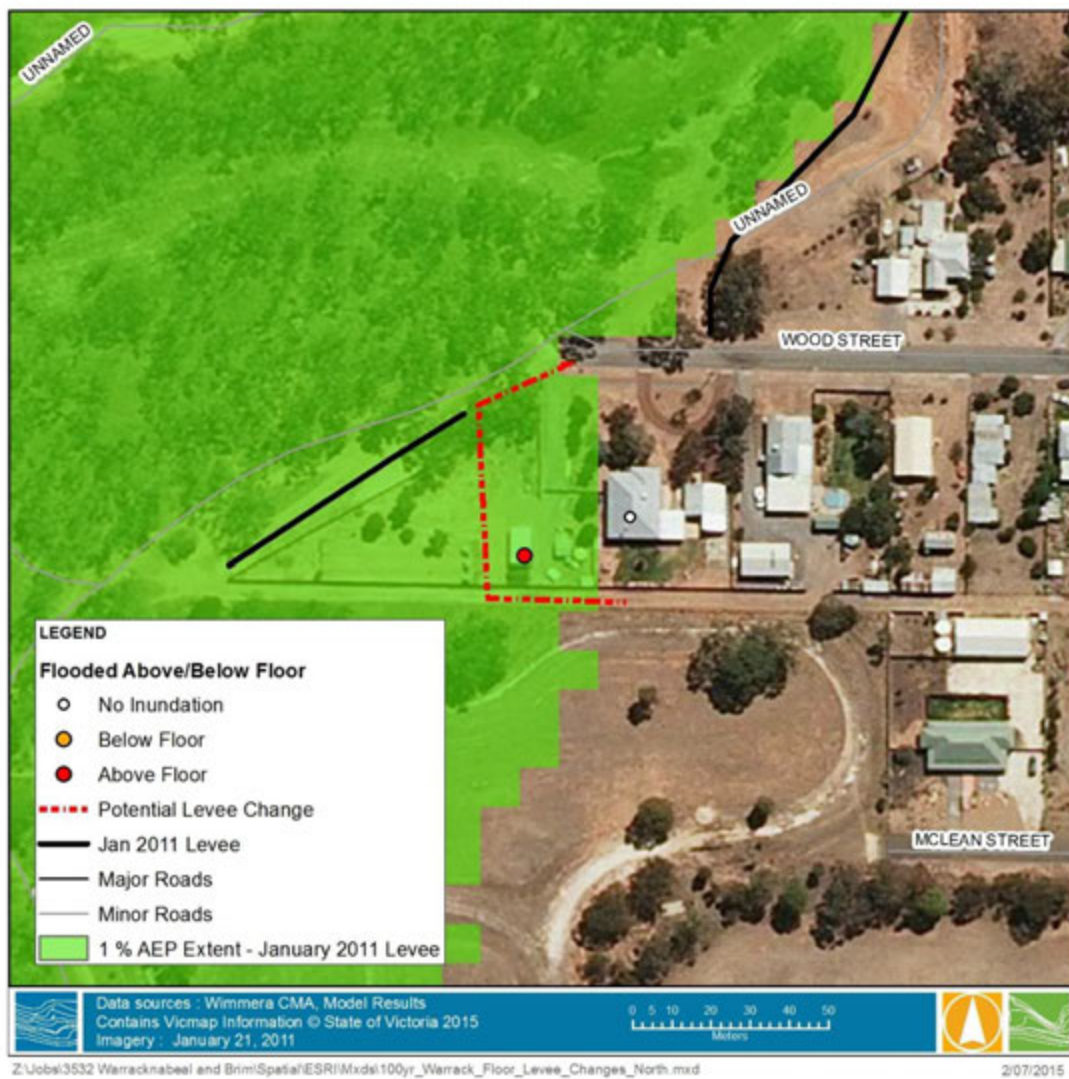 UNNAMED
UNNAMED
WOOD STREET
MCLEAN STREET
LEGEND
Flooded Above/Below Floor
No Inundation
Below Floor
Above Floor
Potential Levee Change
Jan 2011 Levee
Major Roads
Minor Roads
1 % AEP Extent - January 2011 Levee
Data sources : Wimmera CMA, Model Results
Contains Vicmap Information © State of Victoria 2015
Imagery : January 21, 2011
0 5 10 20 30 40 50
Meters
Z:\Jobs\3532 Warracknabeal and Brim\Spatial\ESRI\Mxds\100yr_Warrack_Floor_Levee_Changes_North.mxd
2/07/2015